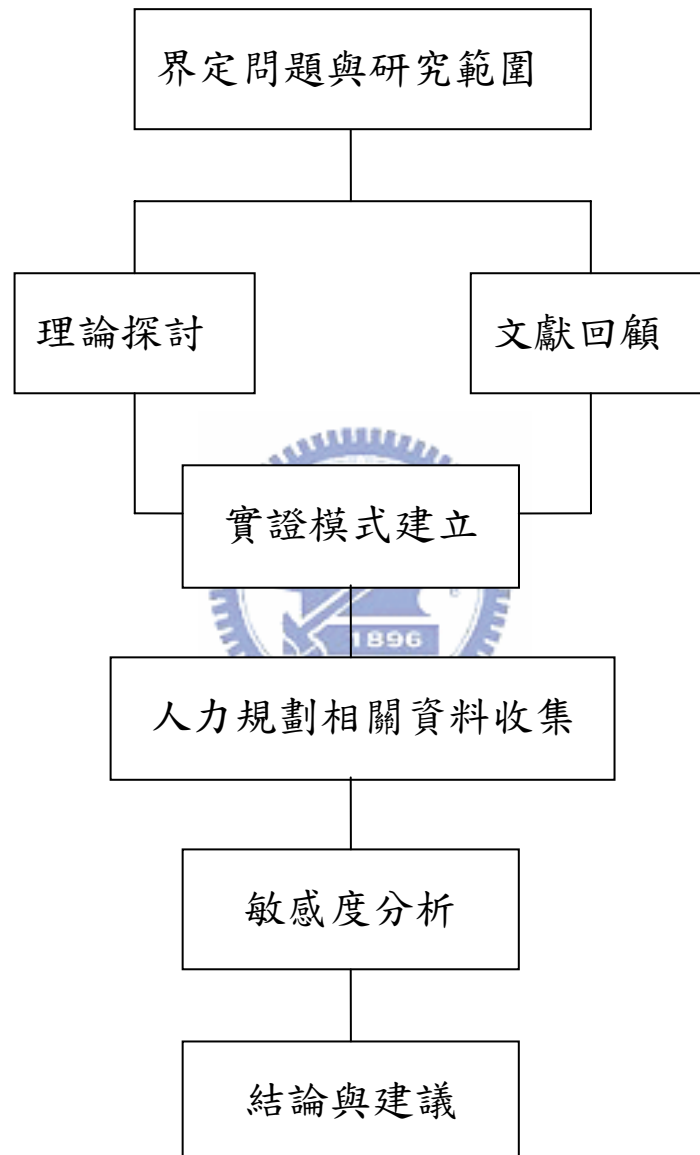 界定問題與研究範圍
理論探討
文獻回顧
實證模式建立
1896
人力規劃相關資料收集
敏感度分析
結論與建議